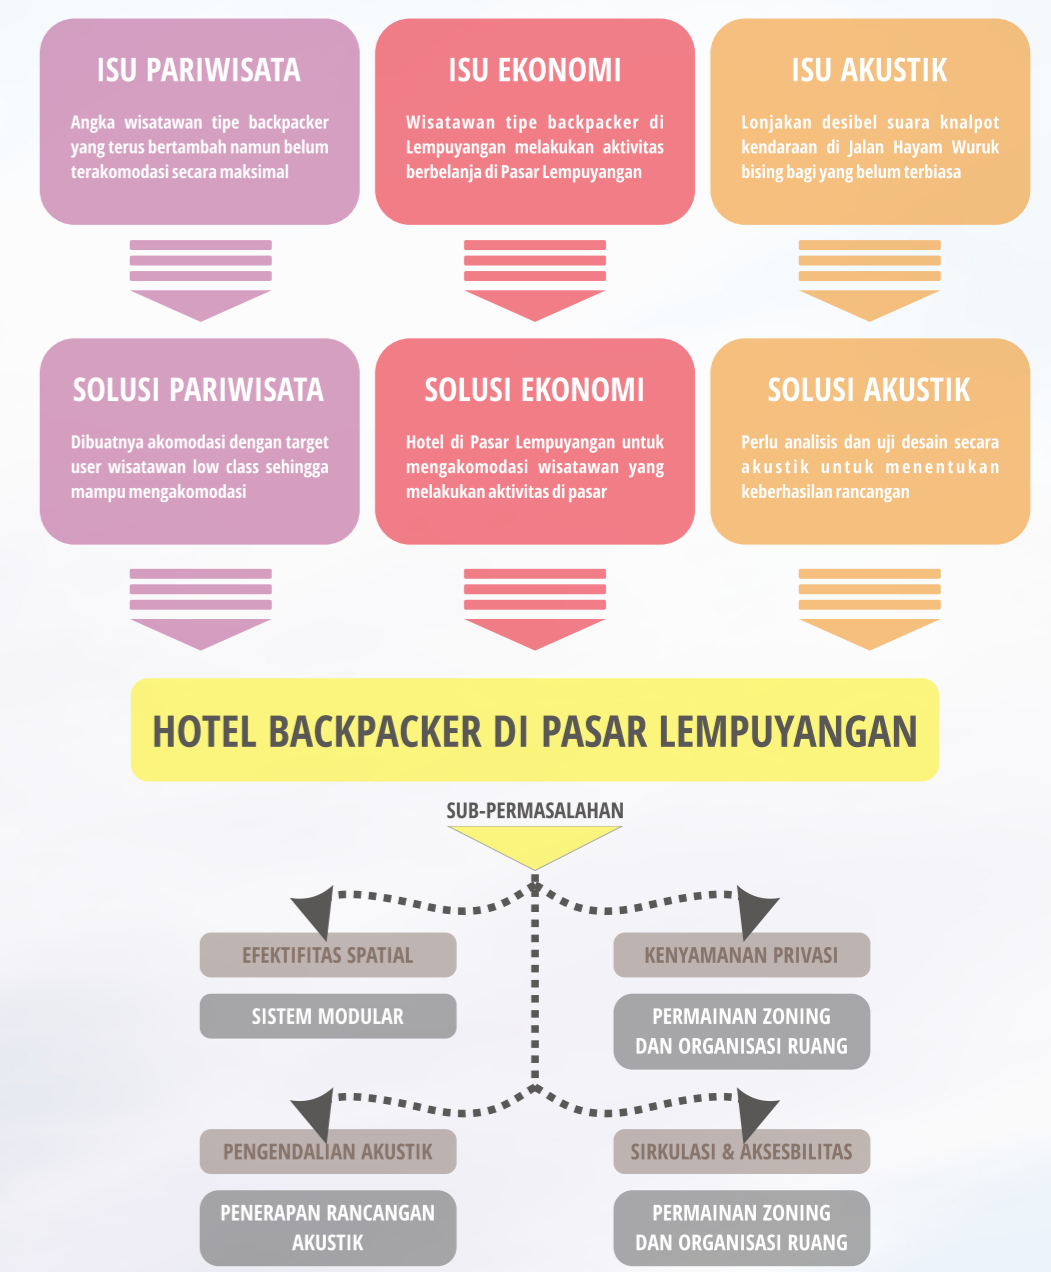 ISU PARIWISATA
Angka wisatawan tipe backpacker
yang terus bertambah namun belum
terakomodasi secara maksimal
ISU EKONOMI
Wisatawan tipe backpacker di
Lempuyangan melakukan aktivitas
berbelanja di Pasar Lempuyangan
ISU AKUSTIK
Lonjakan desibel suara knalpot
kendaraan di Jalan Hayam Wuruk
bising bagi yang belum terbiasa
SOLUSI PARIWISATA
Dibuatnya akomodasi dengan target
user wisatawan low class sehingga
mampu mengakomodasi
SOLUSI EKONOMI
Hotel di Pasar Lempuyangan untuk
mengakomodasi wisatawan yang
melakukan aktivitas di pasar
SOLUSI AKUSTIK
Perlu analisis dan uji desain secara
akustik untuk menentukan
keberhasilan rancangan
HOTEL BACKPACKER DI PASAR LEMPUYANGAN
SUB-PERMASALAHAN
EFEKTIFITAS SPATIAL
SISTEM MODULAR
KENYAMANAN PRIVASI
PERMAINAN ZONING
DAN ORGANISASI RUANG
PENGENDALIAN AKUSTIK
PENERAPAN RANCANGAN
AKUSTIK
SIRKULASI & AKSESBILITAS
PERMAINAN ZONING
DAN ORGANISASI RUANG